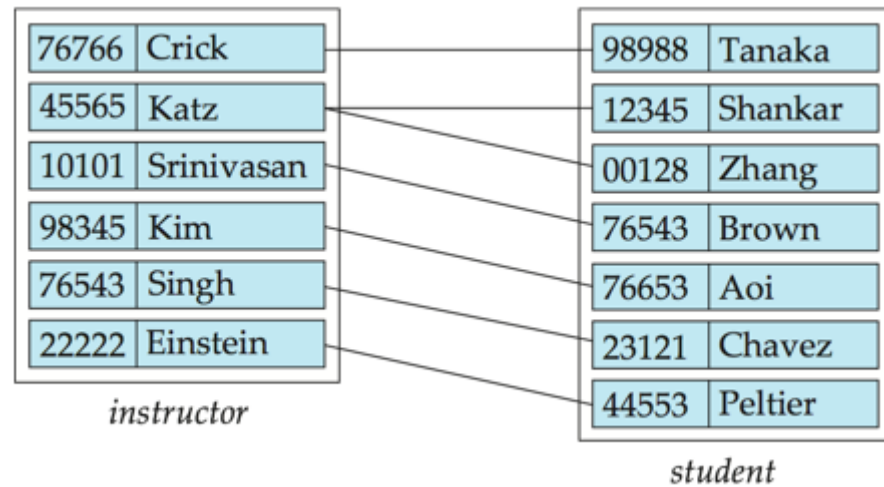 76766 Crick
45565 Katz
10101 Srinivasan
98345 Kim
76543 Singh
22222 Einstein
instructor
98988 Tanaka
12345 Shankar
00128 Zhang
76543 Brown
76653 Aoi
23121 Chavez
44553 Peltier
student